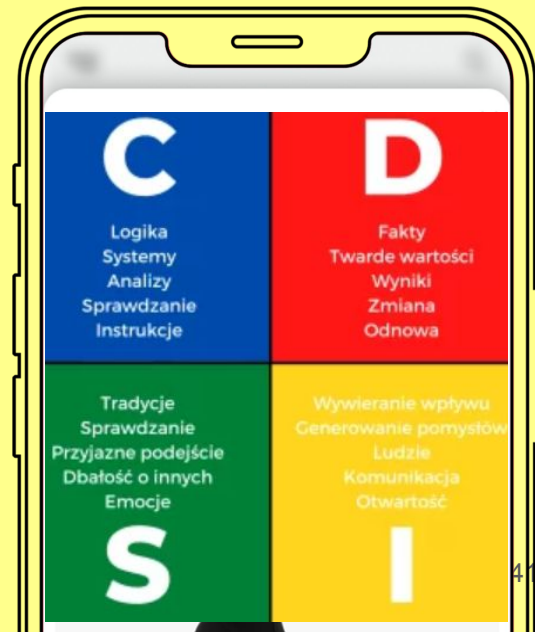 C
Logika
Systemy
Analizy
Sprawdzanie
Instrukcje
D
Fakty
Twarde wartości
Wyniki
Zmiana
Odnowa
Tradycje
Sprawdzanie
Przyjazne podejście
Dbałość o innych
Emocje
S
Wywieranie wpływu
Generowanie pomysłów
Ludzie
Komunikacja
Otwartość
I
41